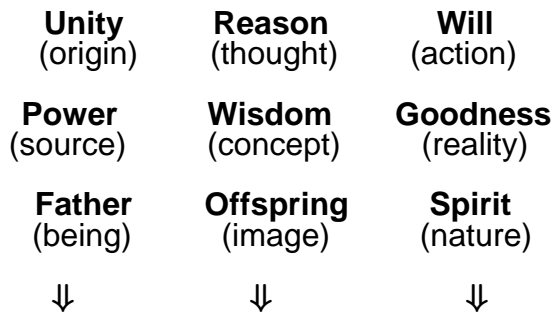 Unity Reason Will
(origin) (thought) (action)
Power Wisdom Goodness
(source) (concept) (reality)
Father Offspring Spirit
(being) (image) (nature)
⇓ ⇓ ⇓